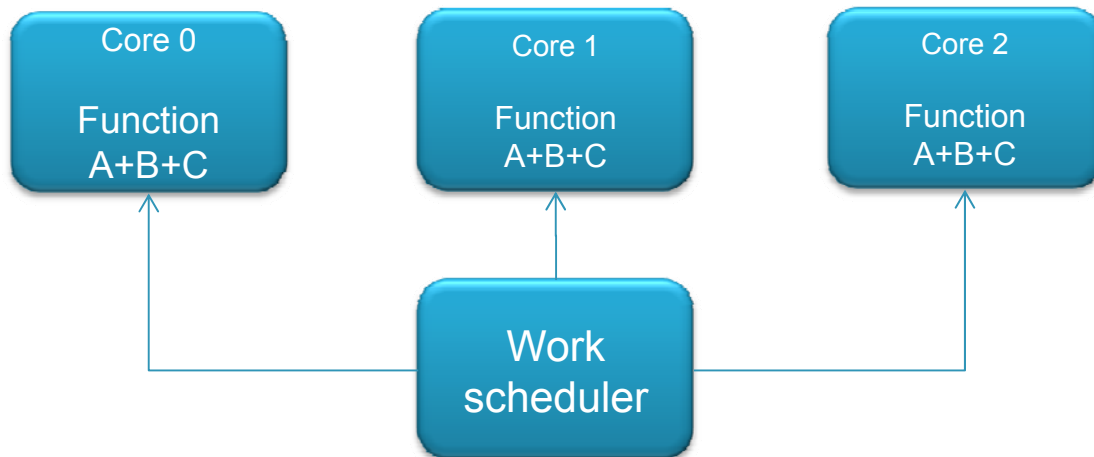 Core 0
Function
A+B+C
Core 1
Function
A+B+C
Core 2
Function
A+B+C
Work
scheduler